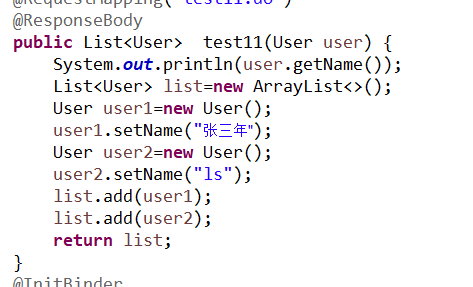 @RequestMapping("test11.do")
@ResponseBody
public List<User>  test11(User user) {
    System.out.println(user.getName());
    List<User> list=new ArrayList<>();
    User user1=new User();
    user1.setName("张三年");
    User user2=new User();
    user2.setName("ls");
    list.add(user1);
    list.add(user2);
    return list;
}
@InitBinder